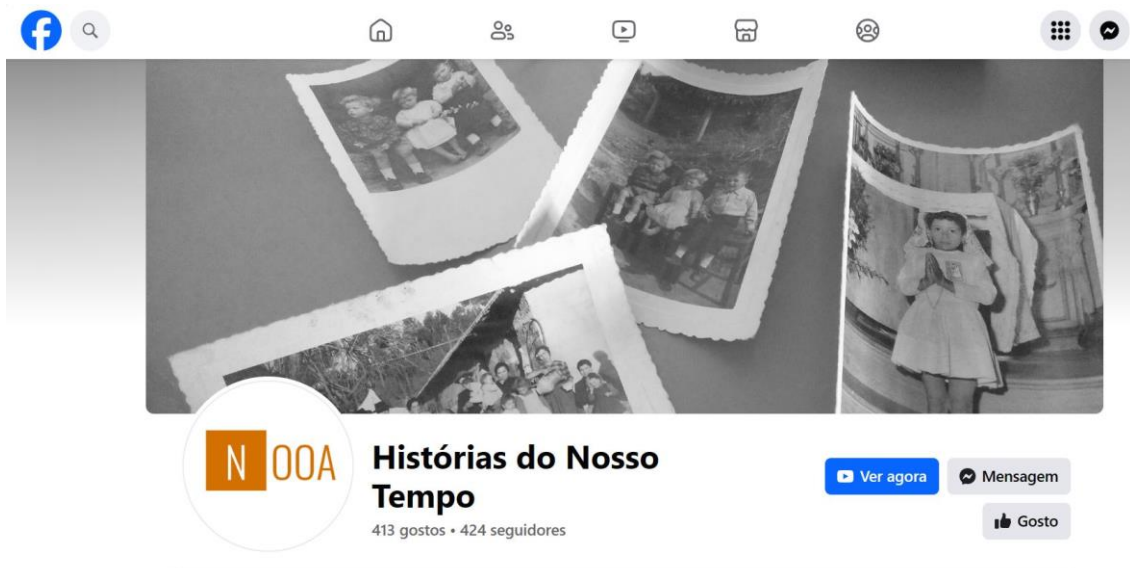 N OOA
Histórias do Nosso
Tempo
413 gostos • 424 seguidores
Ver agora
Mensagem
Gosto